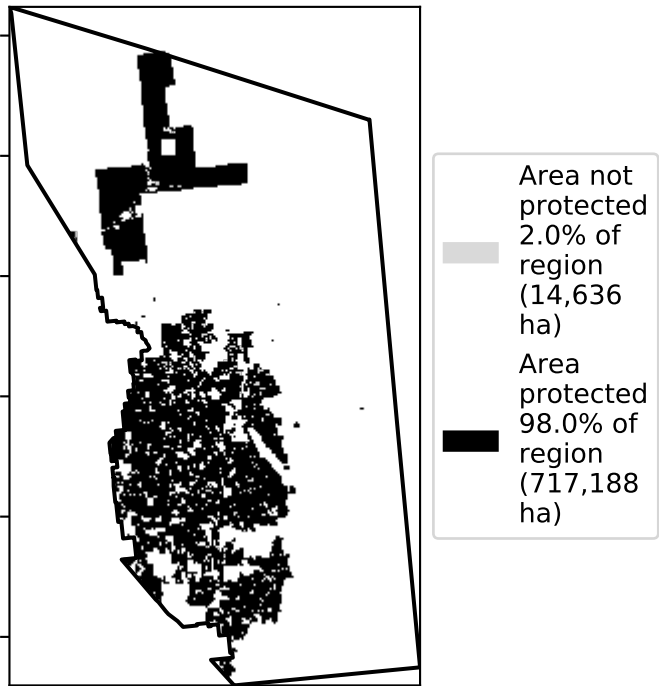 Area not
protected
2.0% of
region
(14,636
ha)
Area
protected
98.0% of
region
(717,188
ha)